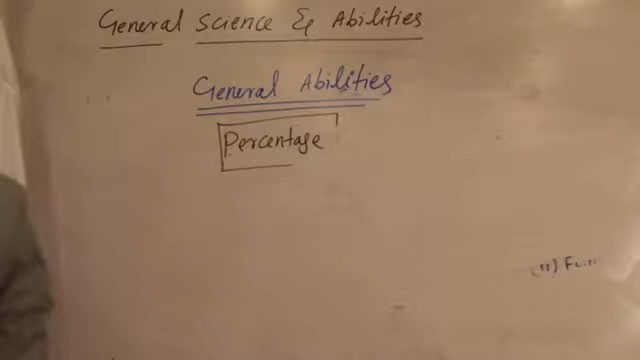 General Science & Abilities
General Abilities
Percentage